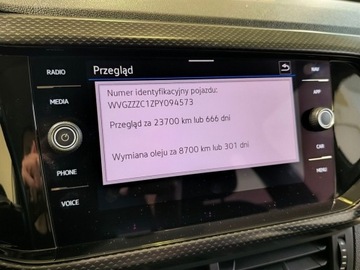 RADIO
Przegląd
NAV
Numer identyfikacyjny pojazdu:
WVGZZZC1ZPY094573
MEDIA
APP
Przegląd za 23700 km lub 666 dni
PHONE
CAR
Wymiana oleju za 8700 km lub 301 dni
VOICE
MENU